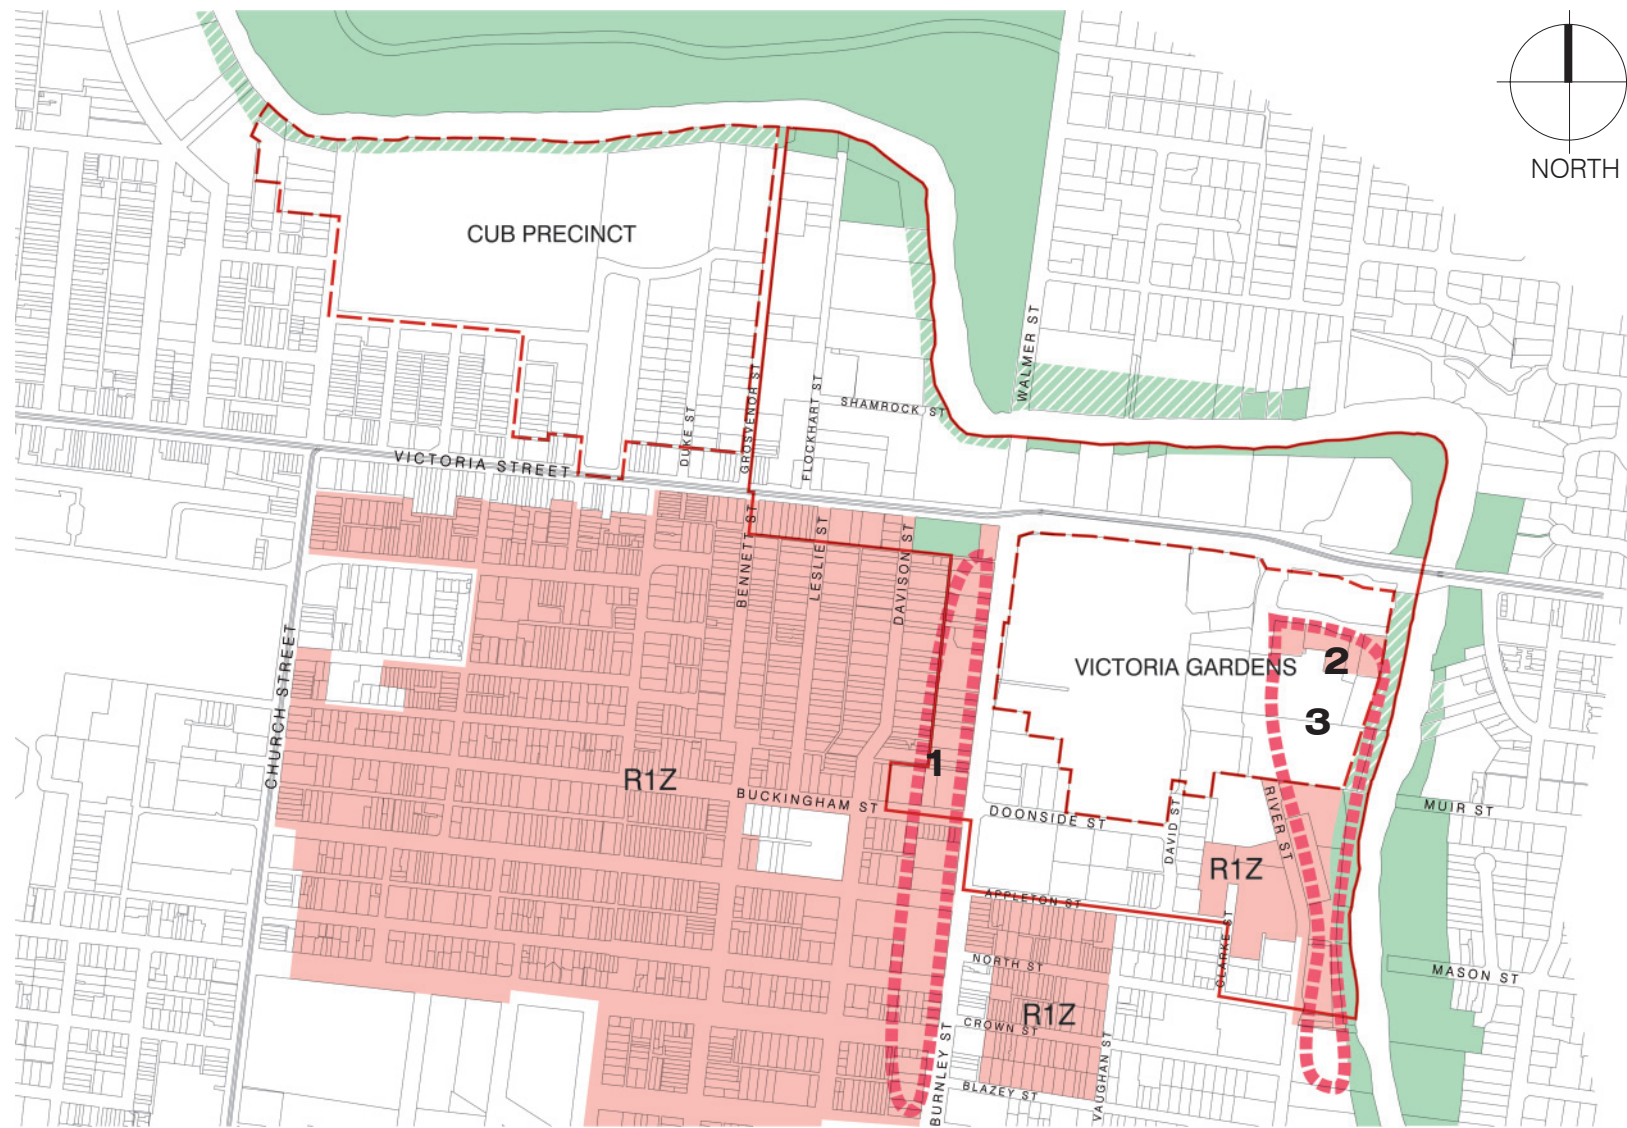 NORTH
CUB PRECINCT
WALMER ST
SHAMROCK ST
DUKE ST
GROSVENOR ST
FLOCKHART ST
VICTORIA STREET
BENNETT ST
LESLIE ST
DAVISON ST
CHURCH STREET
VICTORIA GARDENS
2
3
1
R1Z
BUCKINGHAM ST
DOONSIDE ST
DAVID ST
RIVER ST
MUIR ST
R1Z
APPLETON ST
CLARKE ST
NORTH ST
MASON ST
R1Z
CROWN ST
BURNLEY ST
VAUGHAN ST
BLAZEY ST